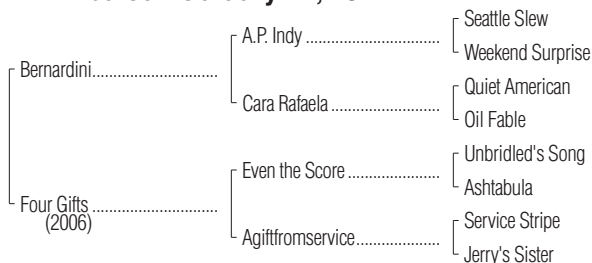 Seattle Slew
A.P. Indy
Weekend Surprise
Bernardini
Quiet American
Cara Rafaela
Oil Fable
Unbridled's Song
Even the Score
Ashtabula
Four Gifts
(2006)
Service Stripe
Agiftfromservice
Jerry's Sister